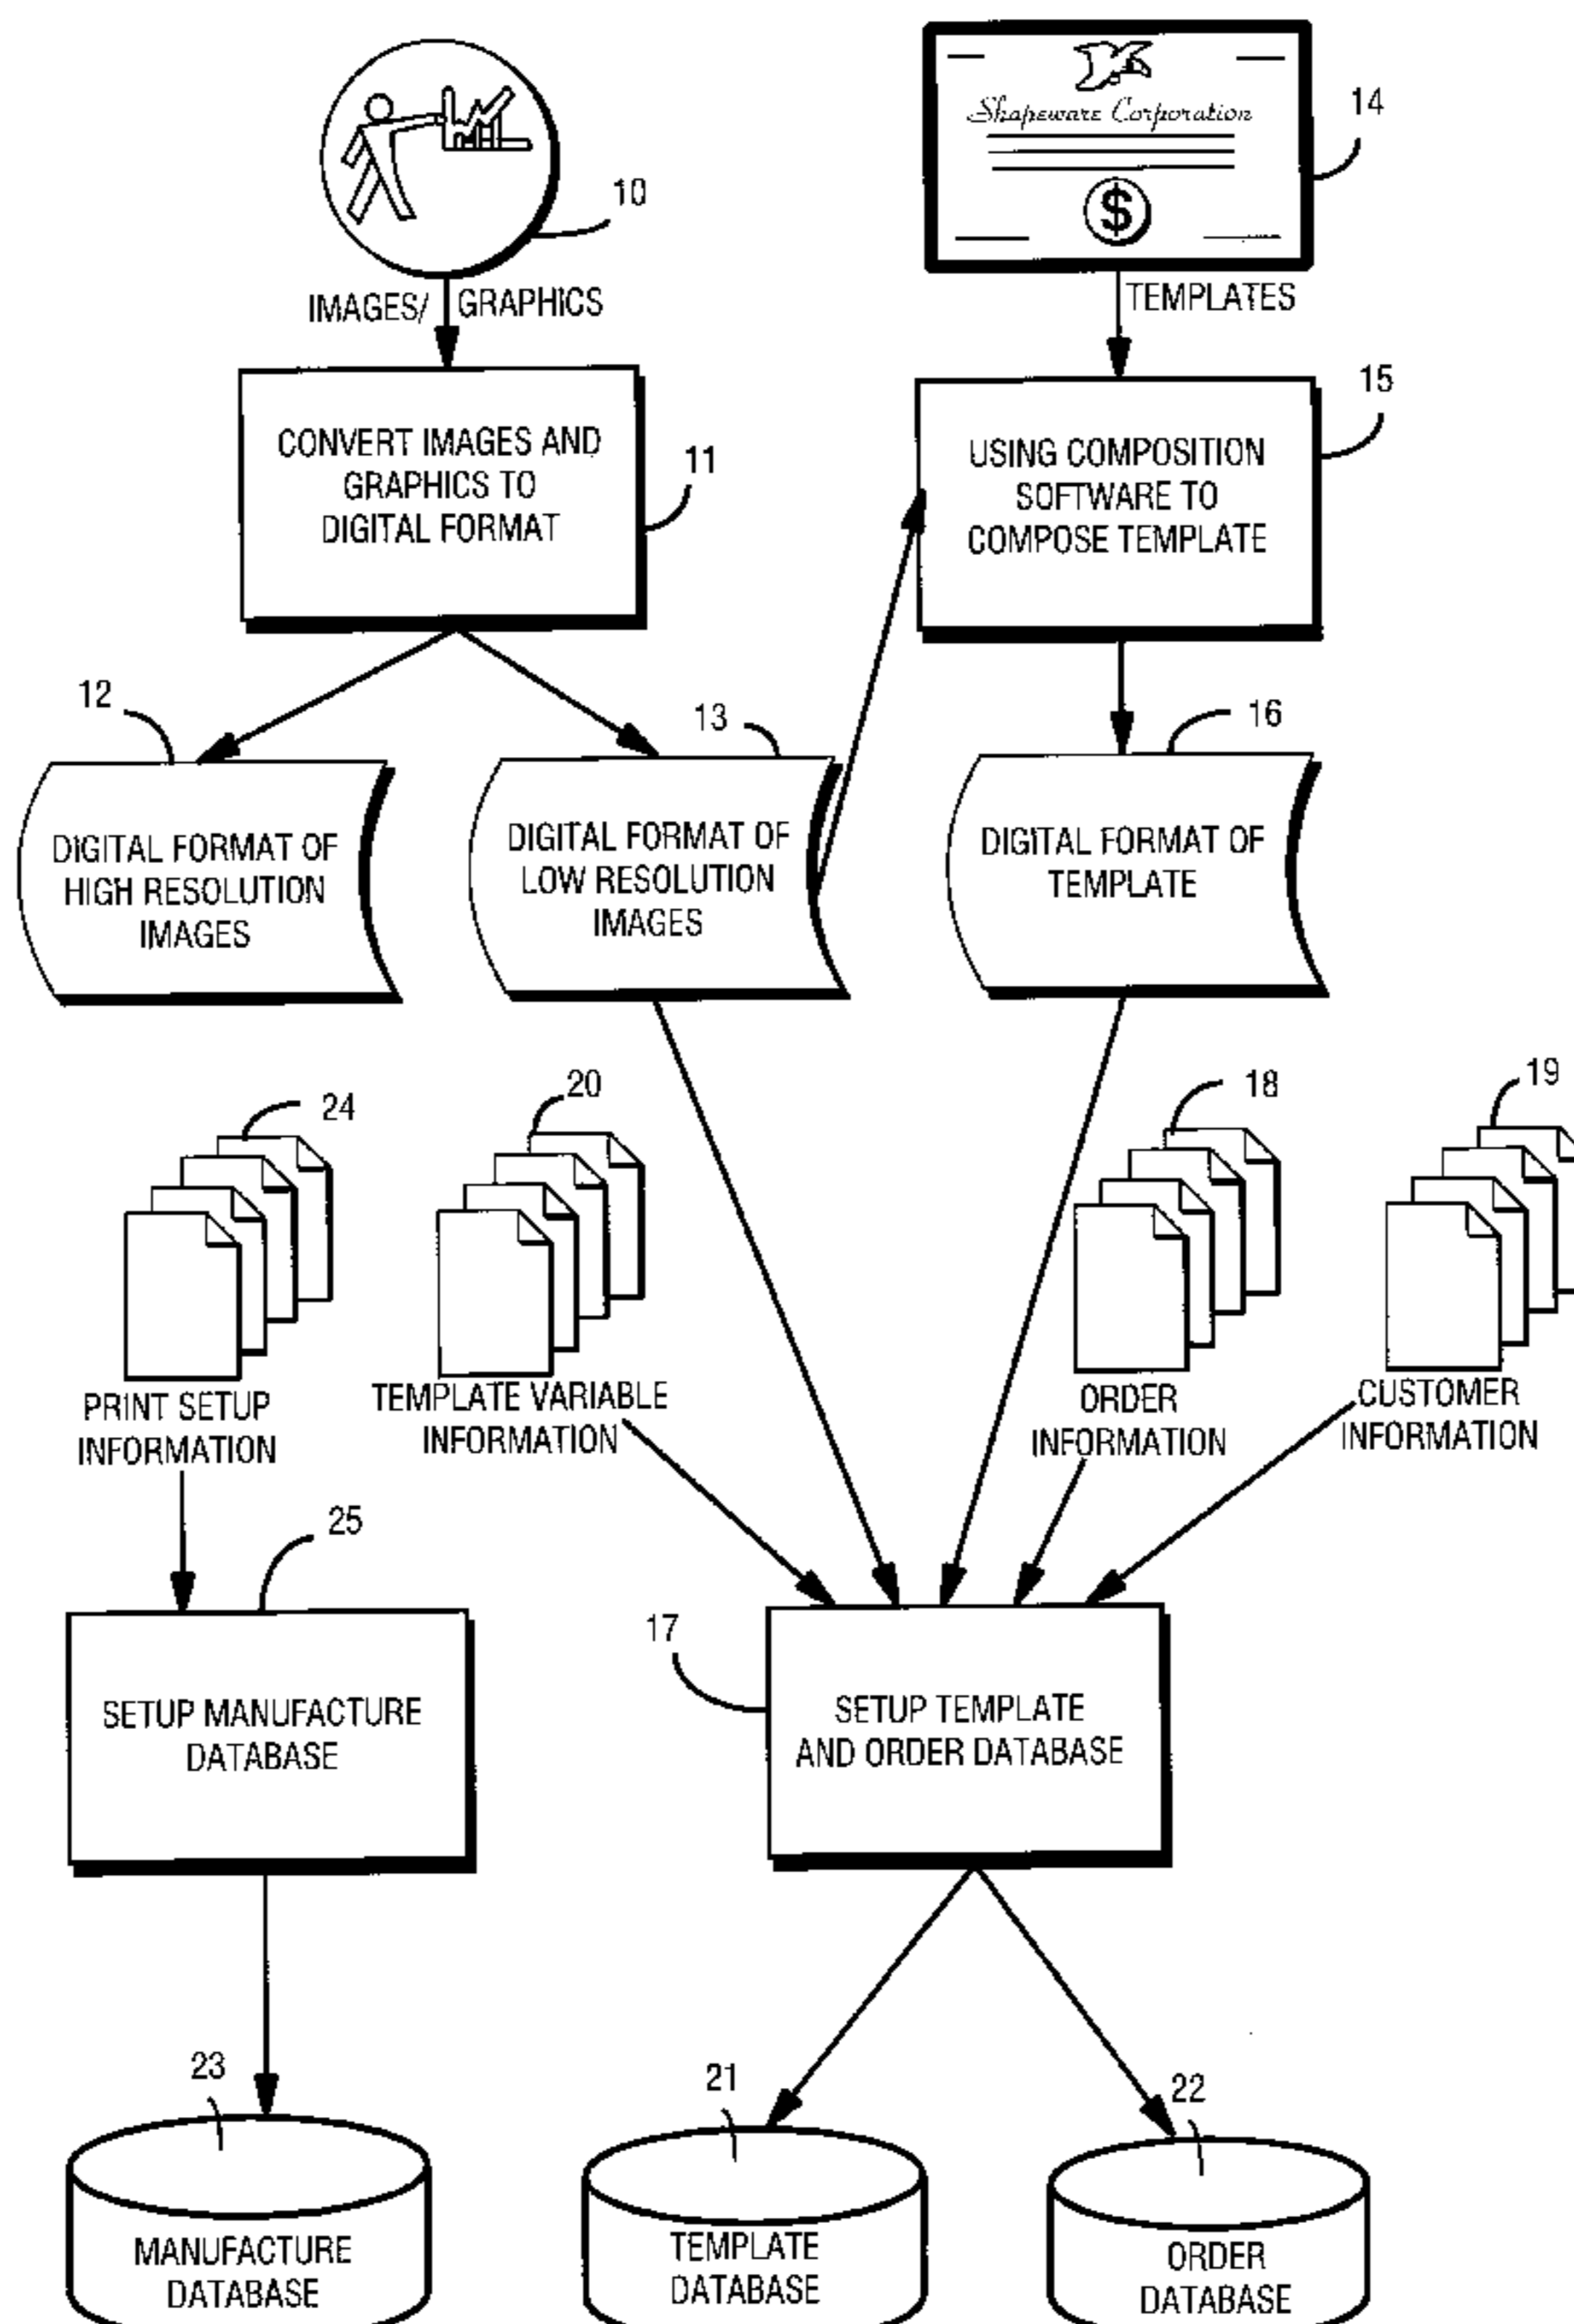 Shapeware Corporation
14
$
10
IMAGES/ GRAPHICS
TEMPLATES
CONVERT IMAGES AND
GRAPHICS TO
DIGITAL FORMAT
11
USING COMPOSITION
SOFTWARE TO
COMPOSE TEMPLATE
15
12
13
16
DIGITAL FORMAT OF
HIGH RESOLUTION
IMAGES
DIGITAL FORMAT OF
LOW RESOLUTION
IMAGES
DIGITAL FORMAT OF
TEMPLATE
24
20
18
19
PRINT SETUP
INFORMATION
TEMPLATE VARIABLE
INFORMATION
ORDER
INFORMATION
CUSTOMER
INFORMATION
25
17
SETUP MANUFACTURE
DATABASE
SETUP TEMPLATE
AND ORDER DATABASE
23
21
22
MANUFACTURE
DATABASE
TEMPLATE
DATABASE
ORDER
DATABASE